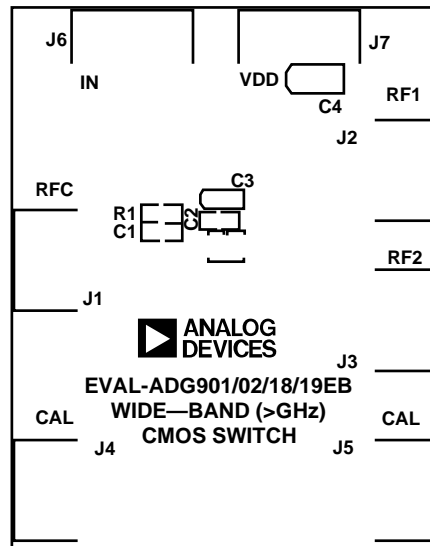 J6
J7
IN
VDD
C4
RF1
J2
RFC
C3
R1
C2
C1
RF2
J1
ANALOG
DEVICES
J3
EVAL-ADG901/02/18/19EB
WIDE—BAND (>GHz)
CMOS SWITCH
CAL
CAL
J4
J5